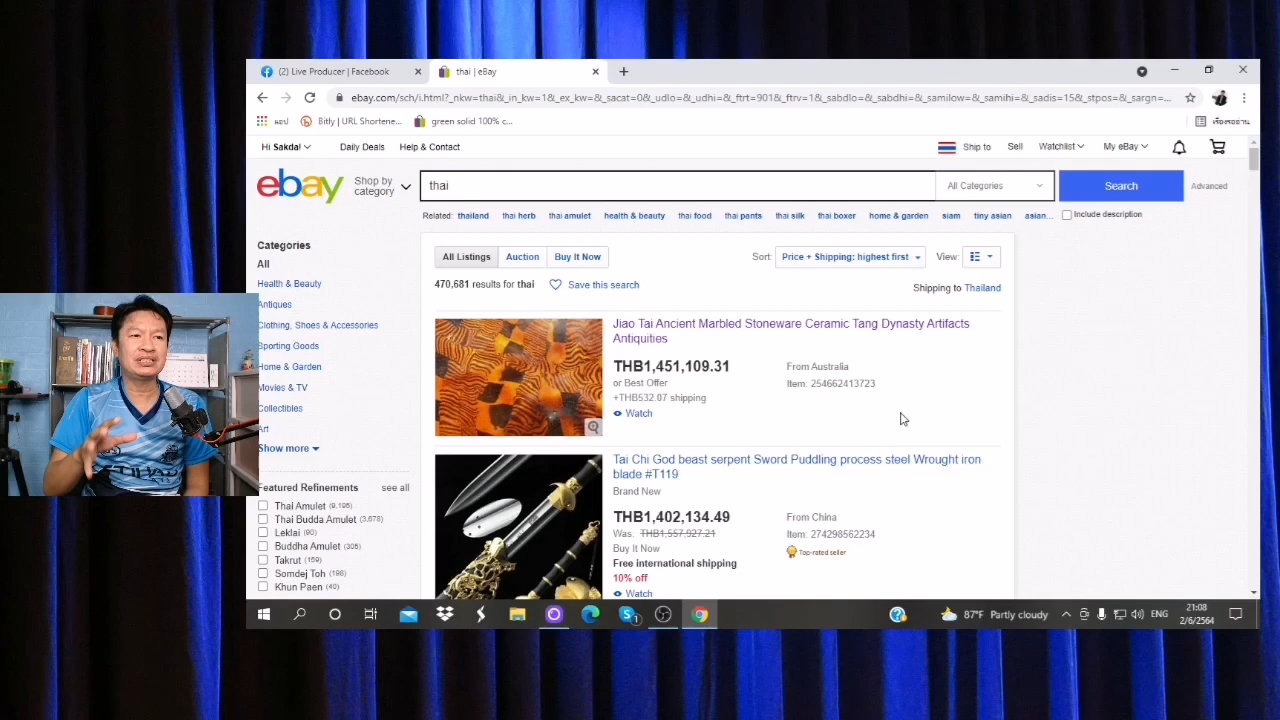 (2) Live Producer | Facebook
thai | eBay
ebay.com/sch/i.html?_nkw=thai&_in_kw=1&_ex_kw=&_sacat=0&_udlo=&_udhi=&_ftrt=901&_ftrv=1&_sabdlo=&_sabdhi=&_samilow=&_samihi=&_sadis=15&_stpos=&_sargn=...
แอป
Bitly | URL Shortene...
green solid 100% c...
Hi Sakda!
Daily Deals
Help & Contact
Ship to
Sell
Watchlist
My eBay
ebay
Shop by category
thai
All Categories
Search
Advanced
Related: thailand thai herb thai amulet health & beauty thai food thai pants thai silk thai boxer home & garden siam tiny asian asian...
Include description
Categories
All
Health & Beauty
Antiques
Clothing, Shoes & Accessories
Sporting Goods
Home & Garden
Movies & TV
Collectibles
Art
Show more
Featured Refinements see all
Thai Amulet (9,195)
Thai Budda Amulet (3,678)
Leklai (90)
Buddha Amulet (305)
Takrut (159)
Somdej Toh (186)
Khun Paen (40)
All Listings
Auction
Buy It Now
Sort: Price + Shipping: highest first
View:
470,681 results for thai
Save this search
Shipping to Thailand
Jiao Tai Ancient Marbled Stoneware Ceramic Tang Dynasty Artifacts
Antiquities
THB1,451,109.31
or Best Offer
+THB532.07 shipping
Watch
From Australia
Item: 254662413723
Tai Chi God beast serpent Sword Puddling process steel Wrought iron
blade #T119
Brand New
THB1,402,134.49
Was: THB1,557,927.21
Buy It Now
Free international shipping
10% off
Watch
From China
Item: 274298562234
Top-rated seller
87°F Partly cloudy
ENG
21:08
2/6/2564